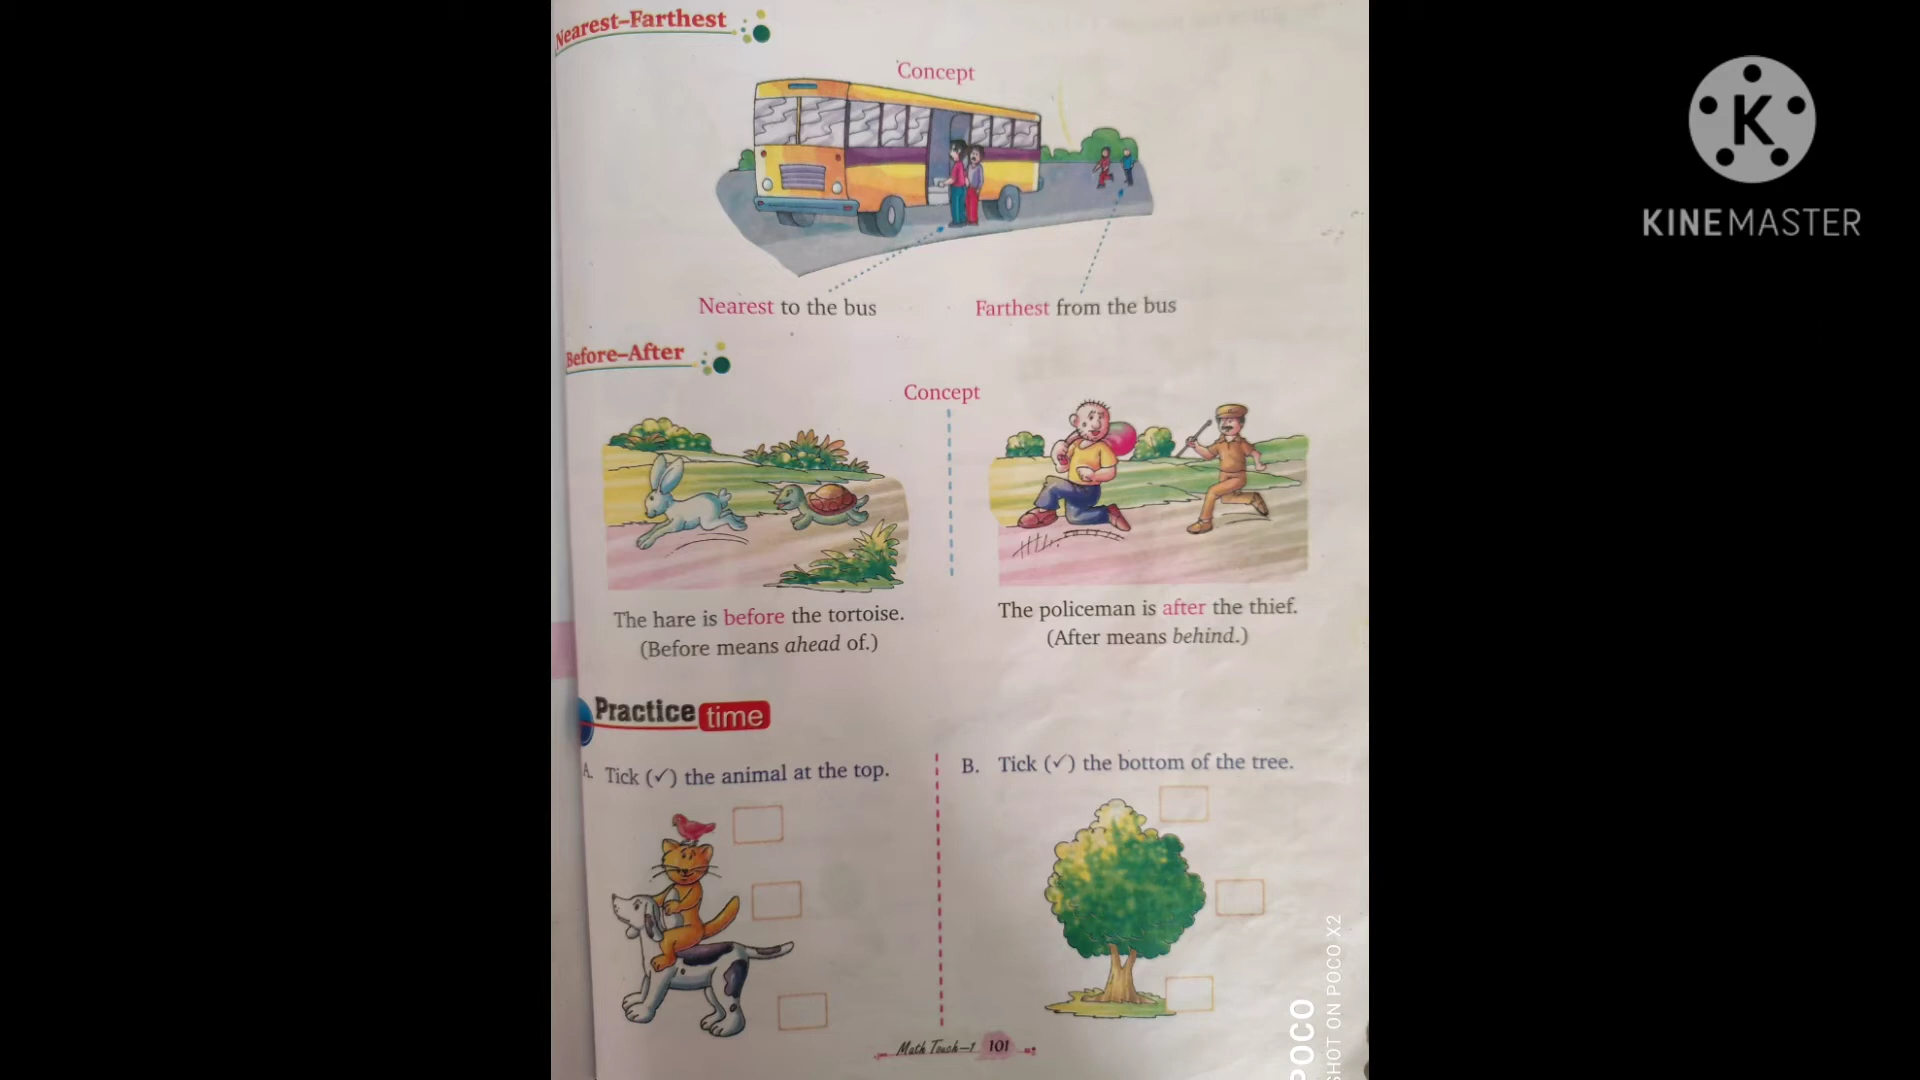 Nearest–Farthest
Concept
Nearest to the bus
Farthest from the bus
Before–After
Concept
The hare is before the tortoise.
(Before means ahead of.)
The policeman is after the thief.
(After means behind.)
Practice time
A. Tick (✓) the animal at the top.
B. Tick (✓) the bottom of the tree.
Math Touch–1 101
KINEMASTER
POCO
SHOT ON POCO X2